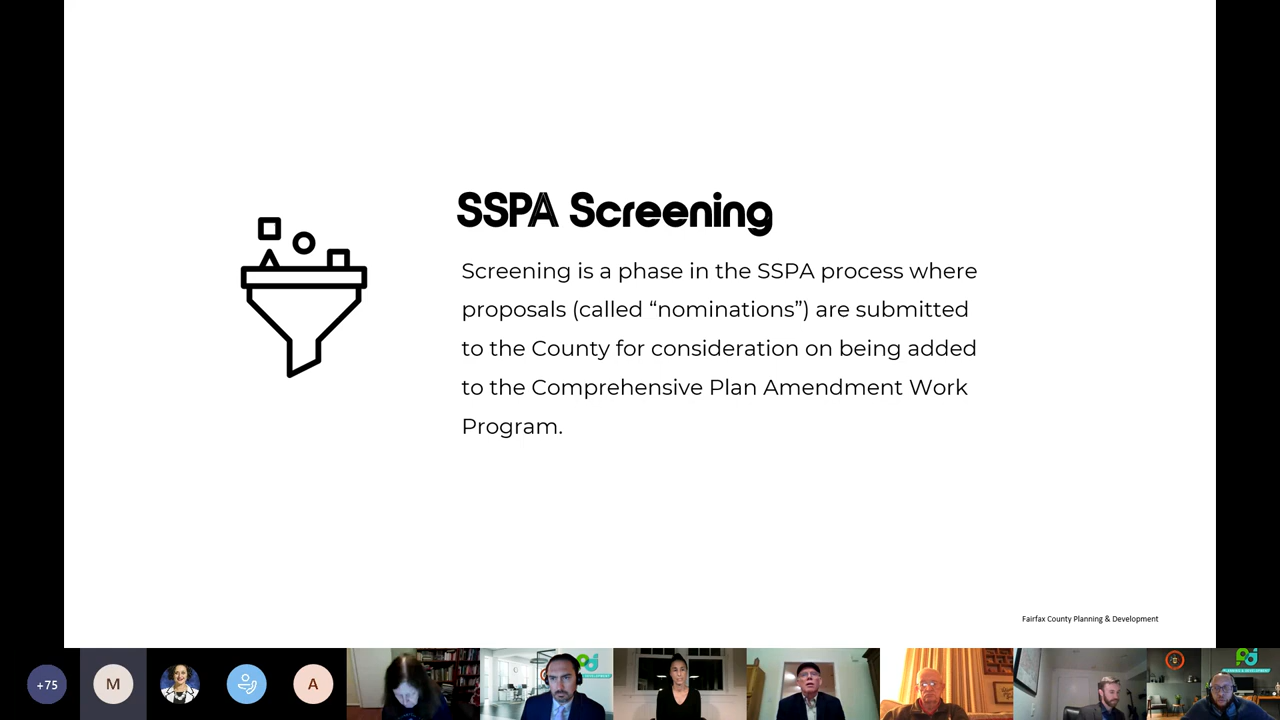 SSPA Screening
Screening is a phase in the SSPA process where
proposals (called “nominations”) are submitted
to the County for consideration on being added
to the Comprehensive Plan Amendment Work
Program.
Fairfax County Planning & Development
+75
M
A